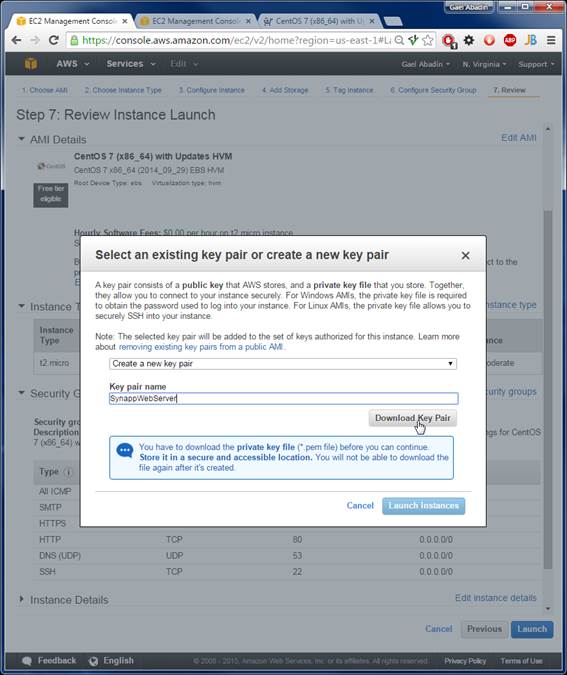 Gael Abadin
EC2 Management Conso
EC2 Management Console
CentOS 7 (x86_64) with Upd
https://console.aws.amazon.com/ec2/v2/home?region=us-east-1#La
AWS Services Edit Gael Abadin N. Virginia Support
1. Choose AMI 2. Choose Instance Type 3. Configure Instance 4. Add Storage 5. Tag Instance 6. Configure Security Group 7. Review
Step 7: Review Instance Launch
AMI Details Edit AMI
CentOS 7 (x86_64) with Updates HVM
CentOS 7 x86_64 (2014_09_29) EBS HVM
Root Device Type: ebs Virtualization type: hvm
Free tier
eligible
Hourly Software Fees: $0.00 per hour on t2.micro instance
Select an existing key pair or create a new key pair
A key pair consists of a public key that AWS stores, and a private key file that you store. Together,
they allow you to connect to your instance securely. For Windows AMIs, the private key file is required
to obtain the password used to log into your instance. For Linux AMIs, the private key file allows you to
securely SSH into your instance.
Note: The selected key pair will be added to the set of keys authorized for this instance. Learn more
about removing existing key pairs from a public AMI.
Create a new key pair
Key pair name
SynappWebServer
Download Key Pair
You have to download the private key file (*.pem file) before you can continue.
Store it in a secure and accessible location. You will not be able to download the
file again after it's created.
Cancel Launch Instances
Instance T
nstance type
Instance
Type
t2.micro
oderate
Security G
curity groups
Security grou
Description
ngs for CentOS
7 (x86_64) w
Type
All ICMP
SMTP
HTTPS
HTTP TCP 80 0.0.0.0/0
DNS (UDP) UDP 53 0.0.0.0/0
SSH TCP 22 0.0.0.0/0
Instance Details Edit instance details
Cancel Previous Launch
Feedback English © 2008 - 2015, Amazon Web Services, Inc. or its affiliates. All rights reserved. Privacy Policy Terms of Use